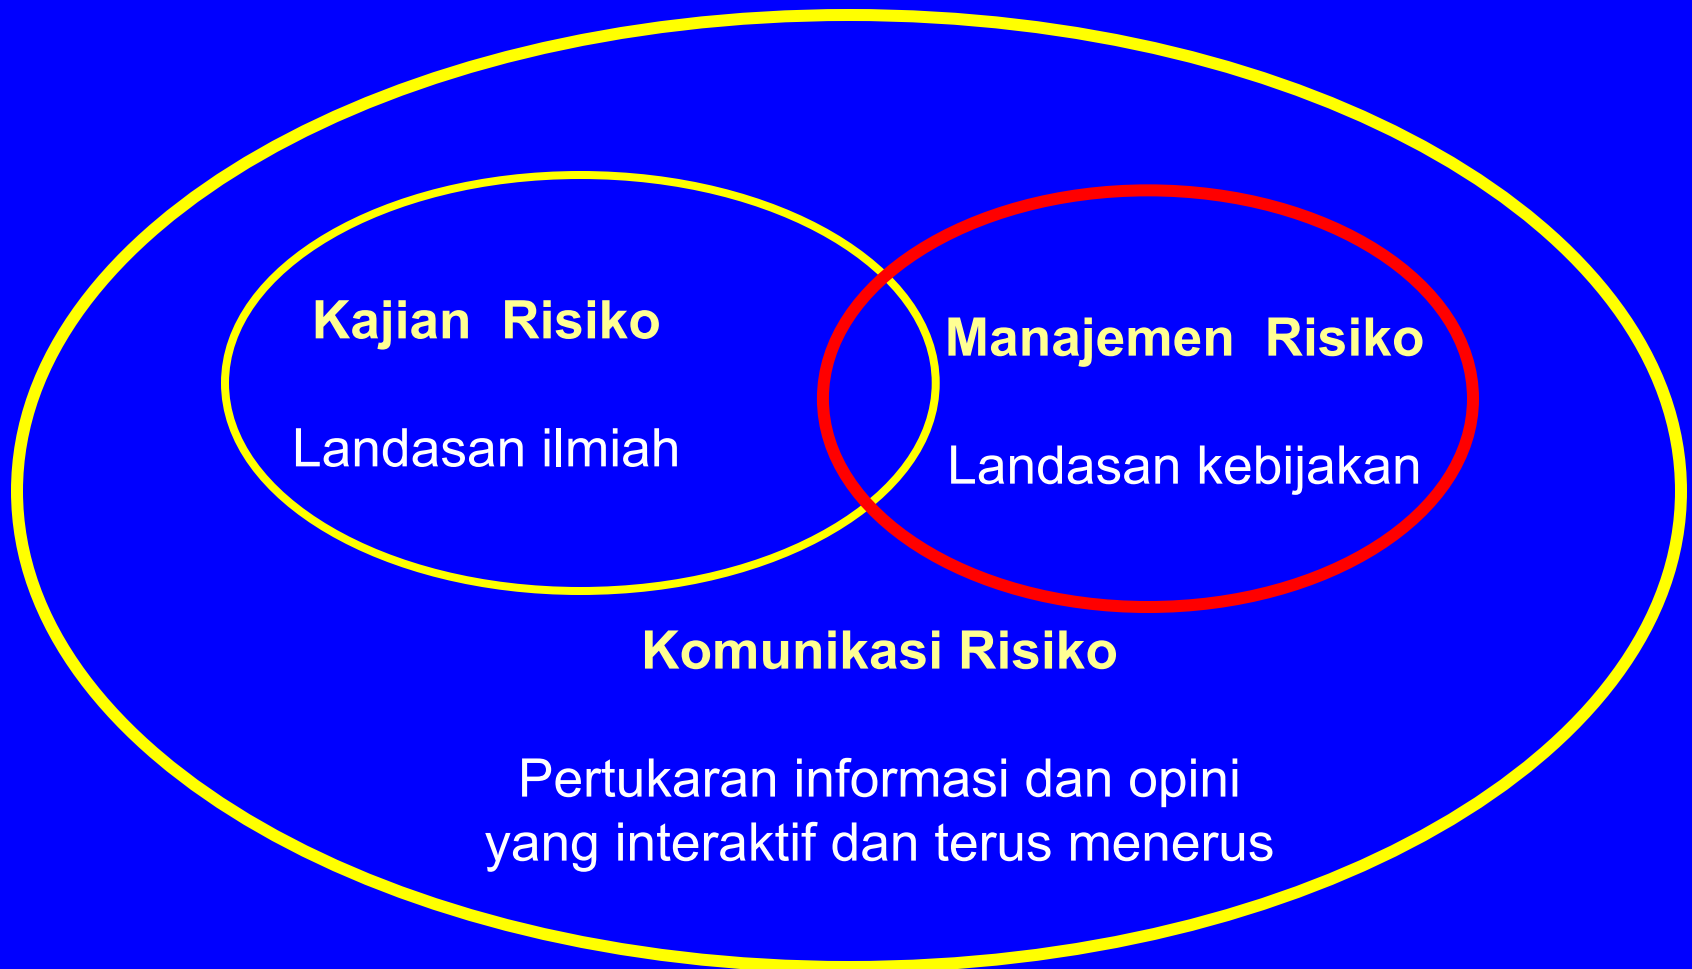 Kajian Risiko
Landasan ilmiah
Manajemen Risiko
Landasan kebijakan
Komunikasi Risiko
Pertukaran informasi dan opini
yang interaktif dan terus menerus